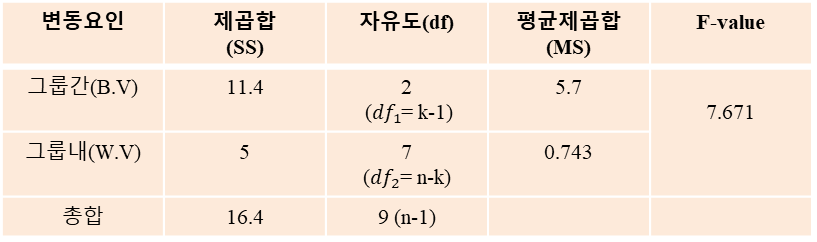 변동요인 제곱합 자유도(df) 평균제곱합 F-value
(SS) (MS)
그룹간(B.V) 11.4 2 5.7 7.671
(df₁= k-1)
그룹내(W.V) 5 7 0.743
(df₂= n-k)
총합 16.4 9 (n-1)